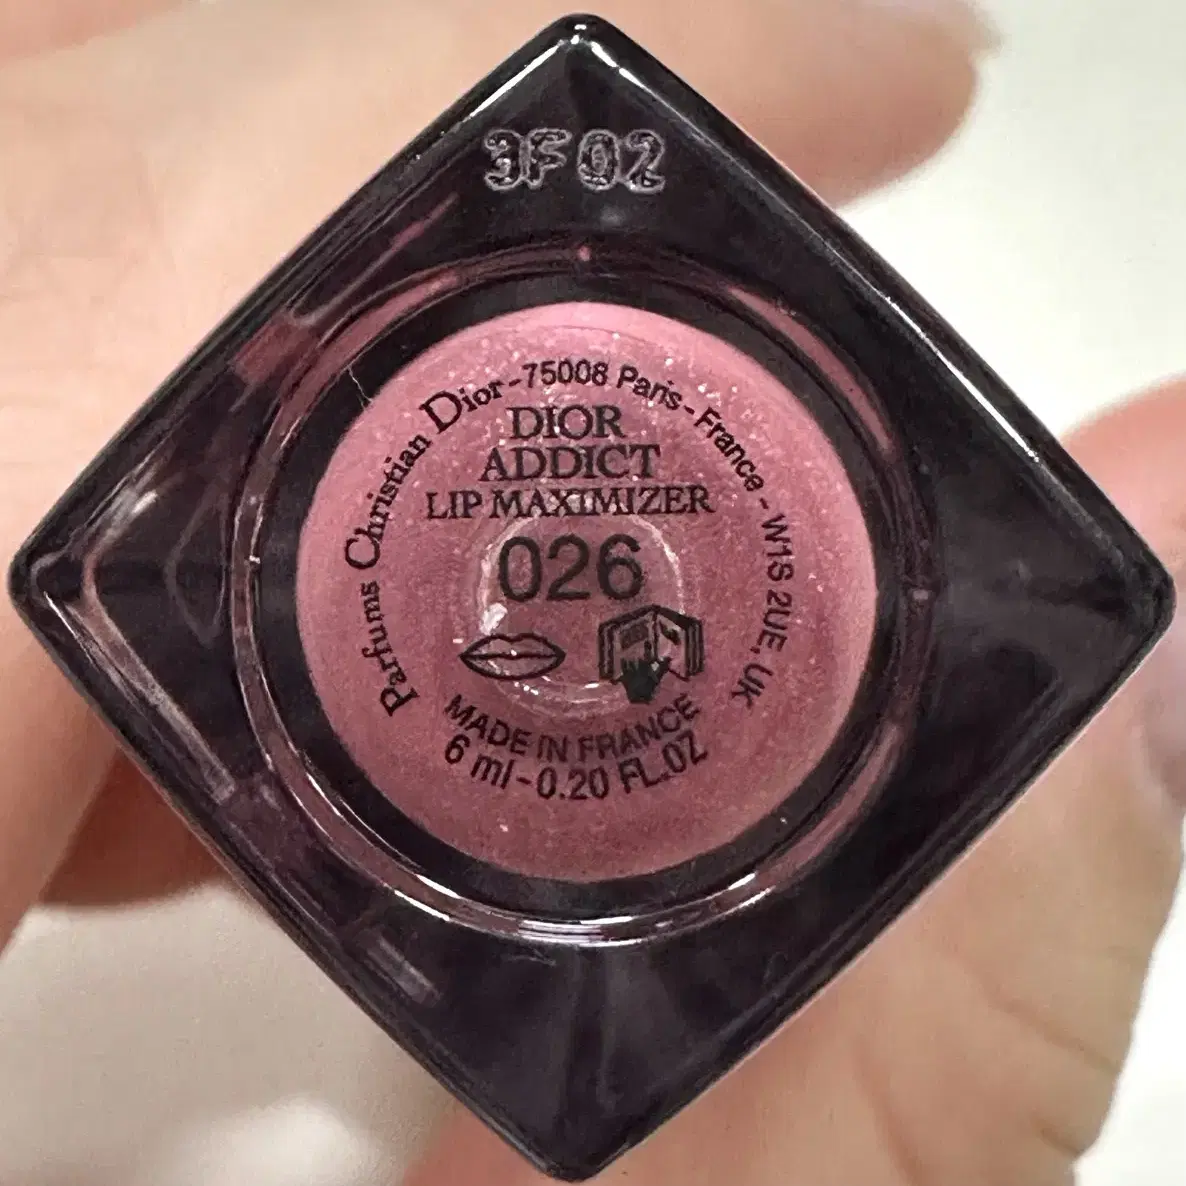 3F02
Parfums Christian Dior-75008 Paris-France - W1S 2UE, UK
DIOR
ADDICT
LIP MAXIMIZER
026
MADE IN FRANCE
6 ml-0.20 FL.OZ